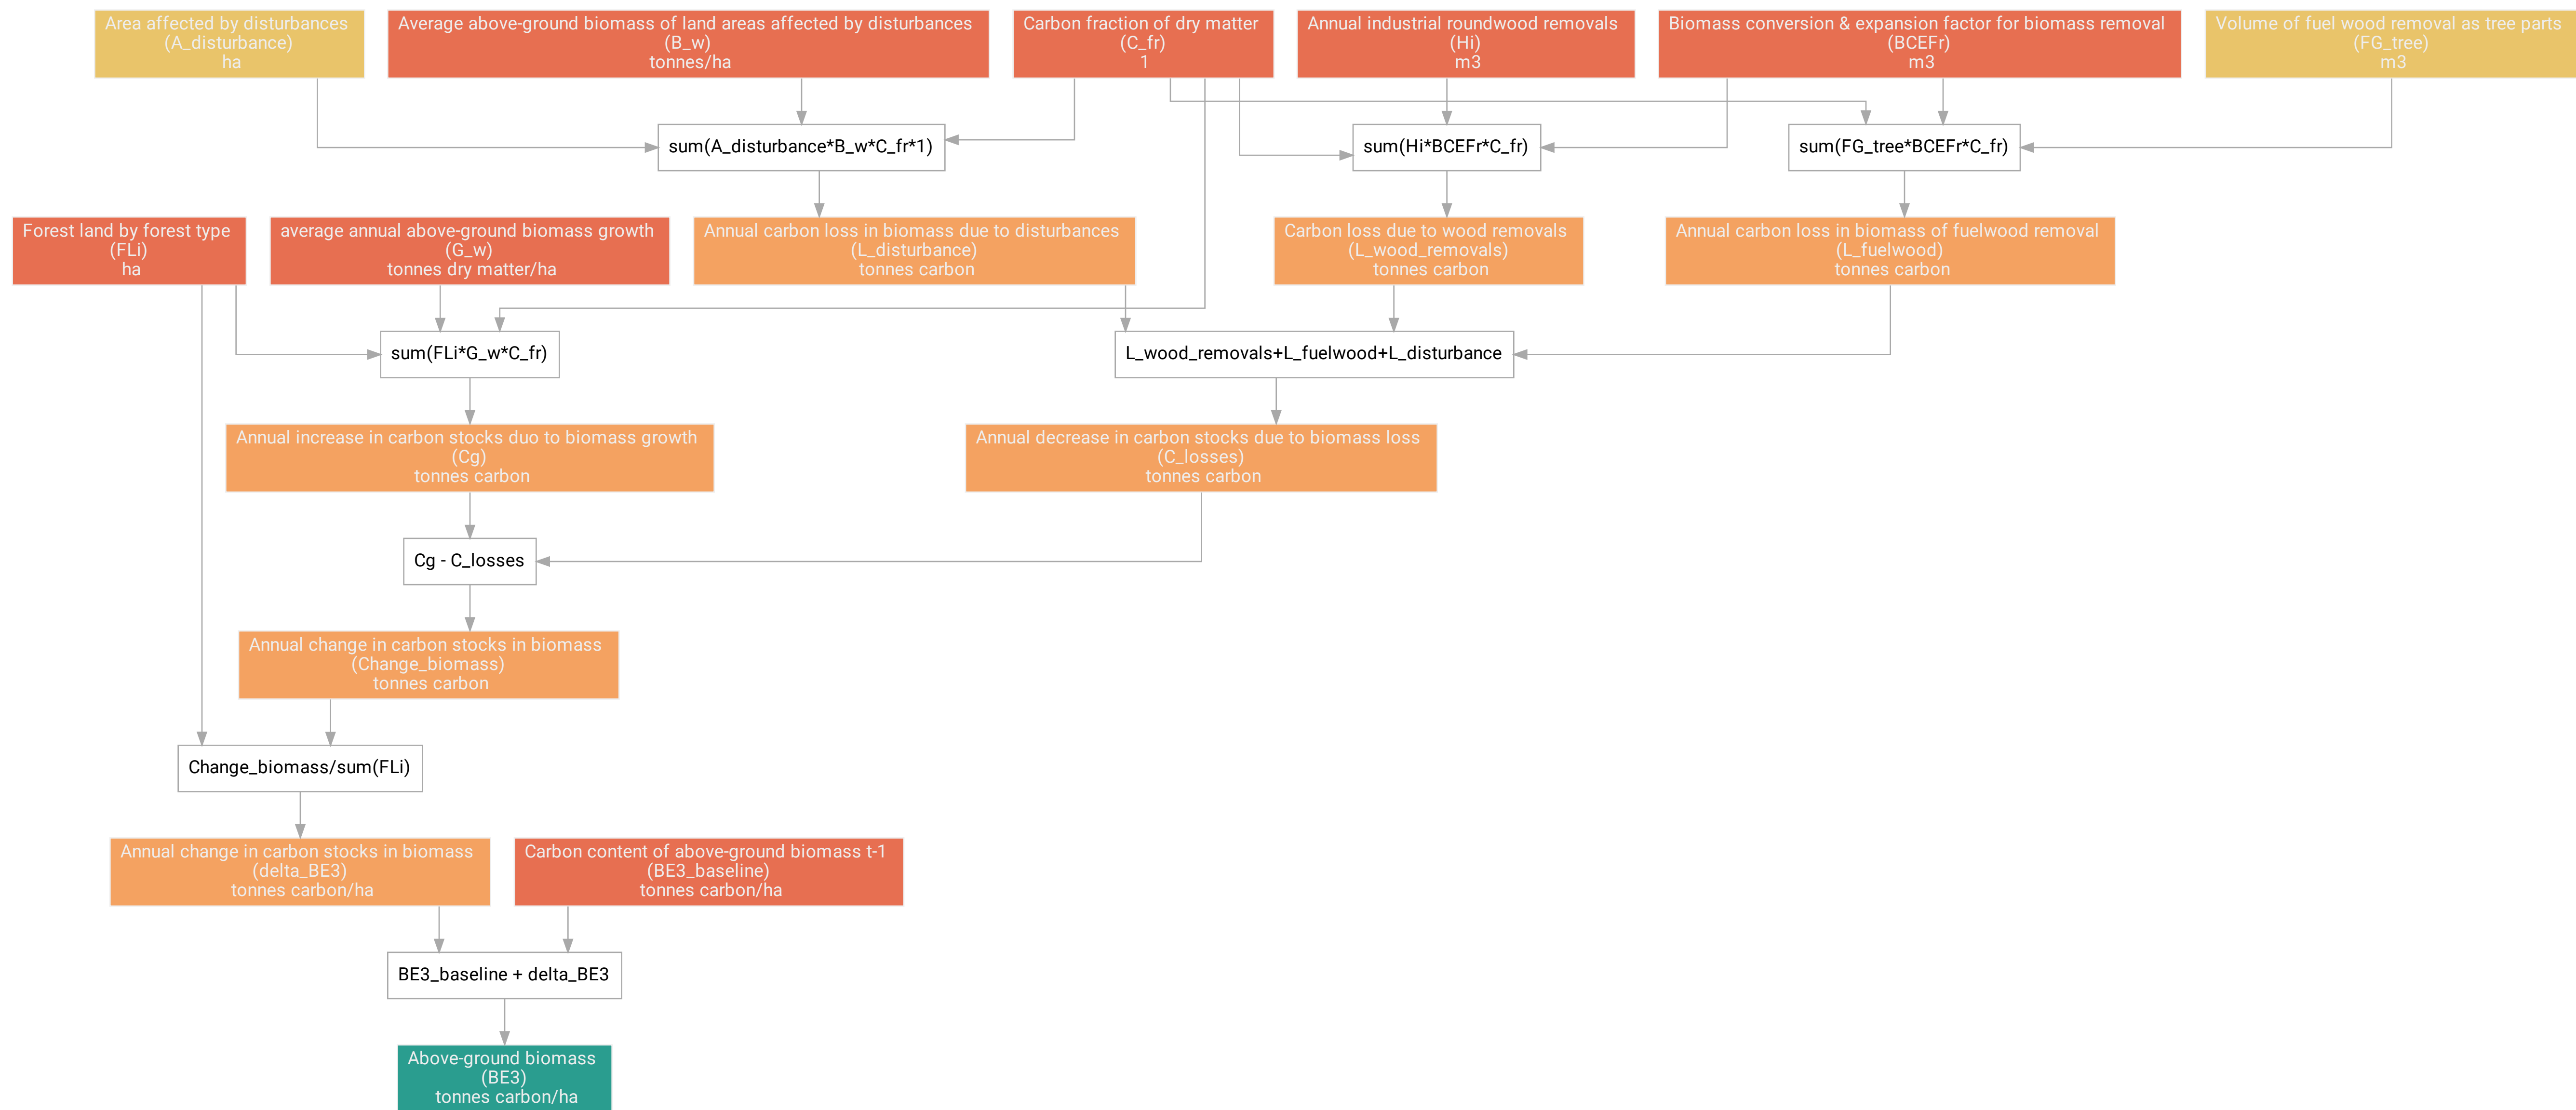 Area affected by disturbances
(A_disturbance)
ha
Average above-ground biomass of land areas affected by disturbances
(B_w)
tonnes/ha
Carbon fraction of dry matter
(C_fr)
1
Annual industrial roundwood removals
(Hi)
m3
Biomass conversion & expansion factor for biomass removal
(BCEFr)
m3
Volume of fuel wood removal as tree parts
(FG_tree)
m3
sum(A_disturbance*B_w*C_fr*1)
sum(Hi*BCEFr*C_fr)
sum(FG_tree*BCEFr*C_fr)
Forest land by forest type
(FLi)
ha
average annual above-ground biomass growth
(G_w)
tonnes dry matter/ha
Annual carbon loss in biomass due to disturbances
(L_disturbance)
tonnes carbon
Carbon loss due to wood removals
(L_wood_removals)
tonnes carbon
Annual carbon loss in biomass of fuelwood removal
(L_fuelwood)
tonnes carbon
sum(FLi*G_w*C_fr)
L_wood_removals+L_fuelwood+L_disturbance
Annual increase in carbon stocks duo to biomass growth
(Cg)
tonnes carbon
Annual decrease in carbon stocks due to biomass loss
(C_losses)
tonnes carbon
Cg - C_losses
Annual change in carbon stocks in biomass
(Change_biomass)
tonnes carbon
Change_biomass/sum(FLi)
Annual change in carbon stocks in biomass
(delta_BE3)
tonnes carbon/ha
Carbon content of above-ground biomass t-1
(BE3_baseline)
tonnes carbon/ha
BE3_baseline + delta_BE3
Above-ground biomass
(BE3)
tonnes carbon/ha